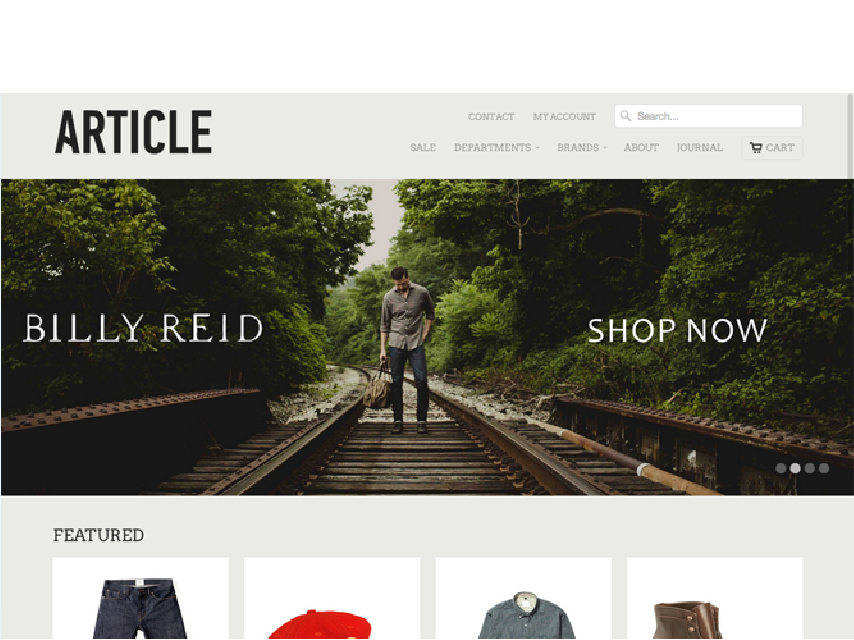 ARTICLE
CONTACT MY ACCOUNT Search...
SALE DEPARTMENTS BRANDS ABOUT JOURNAL CART
BILLY REID SHOP NOW
FEATURED